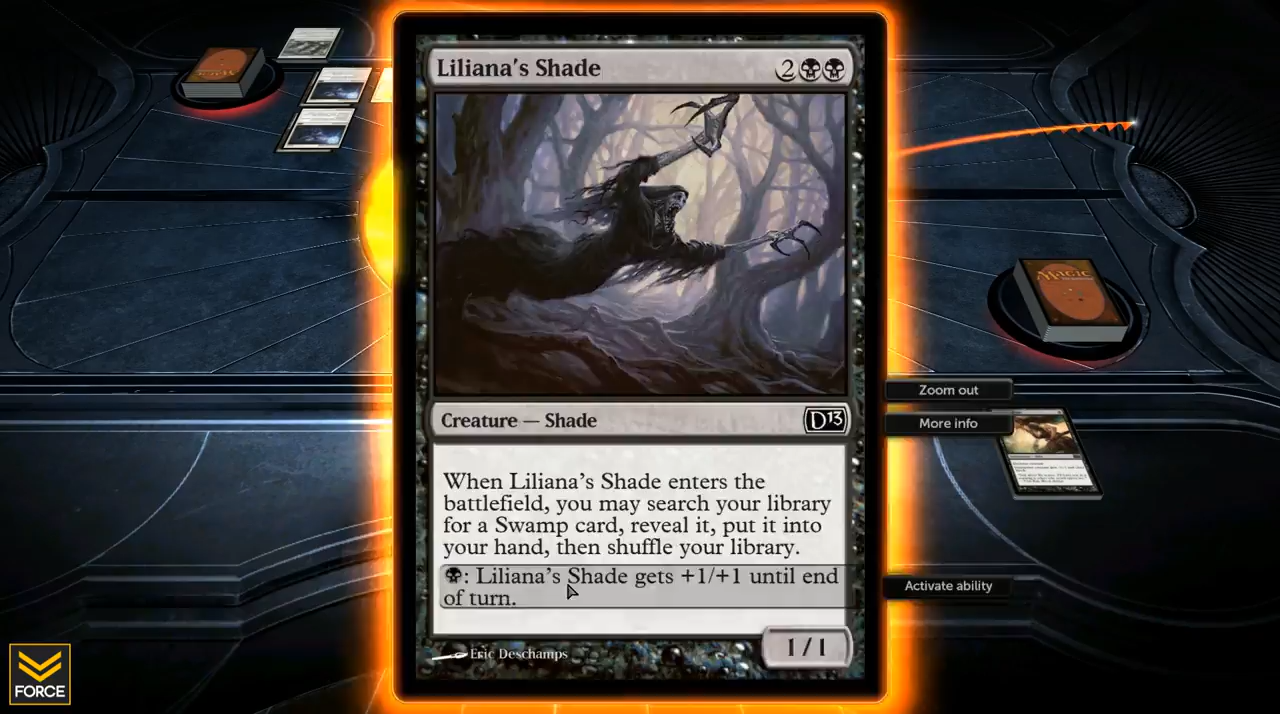 Liliana's Shade 2
Creature — Shade D13
When Liliana's Shade enters the
battlefield, you may search your library
for a Swamp card, reveal it, put it into
your hand, then shuffle your library.
: Liliana's Shade gets +1/+1 until end
of turn.
1/1
Eric Deschamps
Magic
Zoom out
More info
Activate ability
FORCE